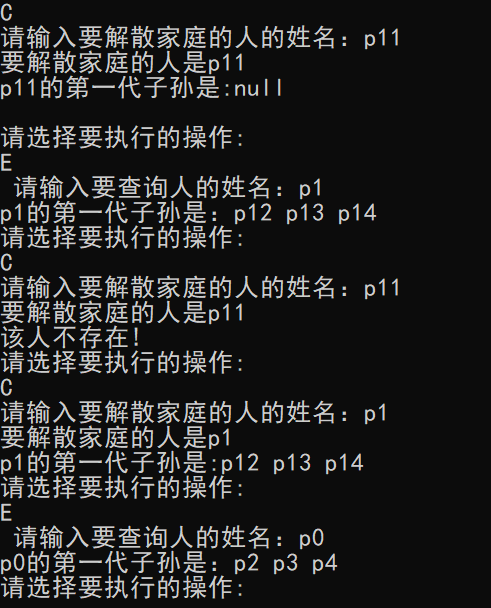 C
请输入要解散家庭的人的姓名：p11
要解散家庭的人是p11
p11的第一代子孙是:null
请选择要执行的操作:
E
请输入要查询人的姓名：p1
p1的第一代子孙是：p12 p13 p14
请选择要执行的操作:
C
请输入要解散家庭的人的姓名：p11
要解散家庭的人是p11
该人不存在!
请选择要执行的操作:
C
请输入要解散家庭的人的姓名：p1
要解散家庭的人是p1
p1的第一代子孙是:p12 p13 p14
请选择要执行的操作:
E
请输入要查询人的姓名：p0
p0的第一代子孙是：p2 p3 p4
请选择要执行的操作: